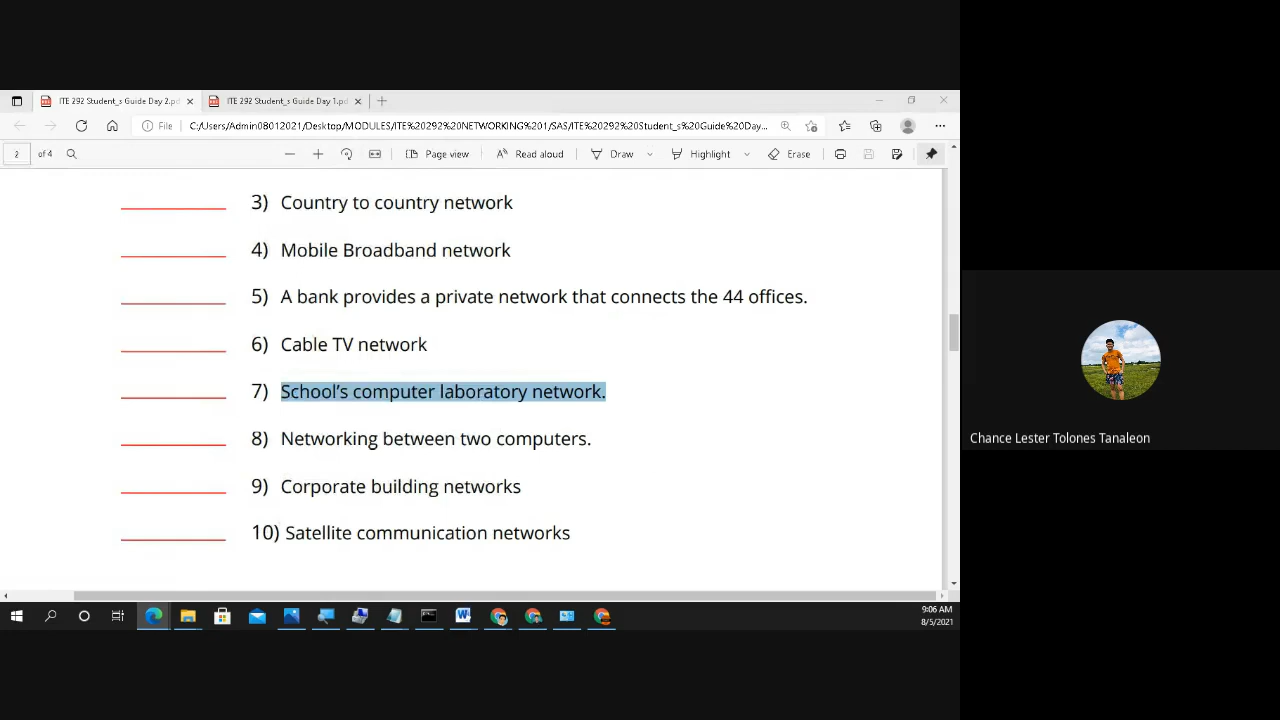 ITE 292 Student_s Guide Day 2.pd
ITE 292 Student_s Guide Day 1.pd
File
C:/Users/Admin08012021/Desktop/MODULES/ITE%20292%20NETWORKING%201/SAS/ITE%20292%20Student_s%20Guide%20Day...
2 of 4
Page view
Read aloud
Draw
Highlight
Erase
3) Country to country network
4) Mobile Broadband network
5) A bank provides a private network that connects the 44 offices.
6) Cable TV network
7) School's computer laboratory network.
8) Networking between two computers.
9) Corporate building networks
10) Satellite communication networks
Chance Lester Tolones Tanaleon
9:06 AM
8/5/2021